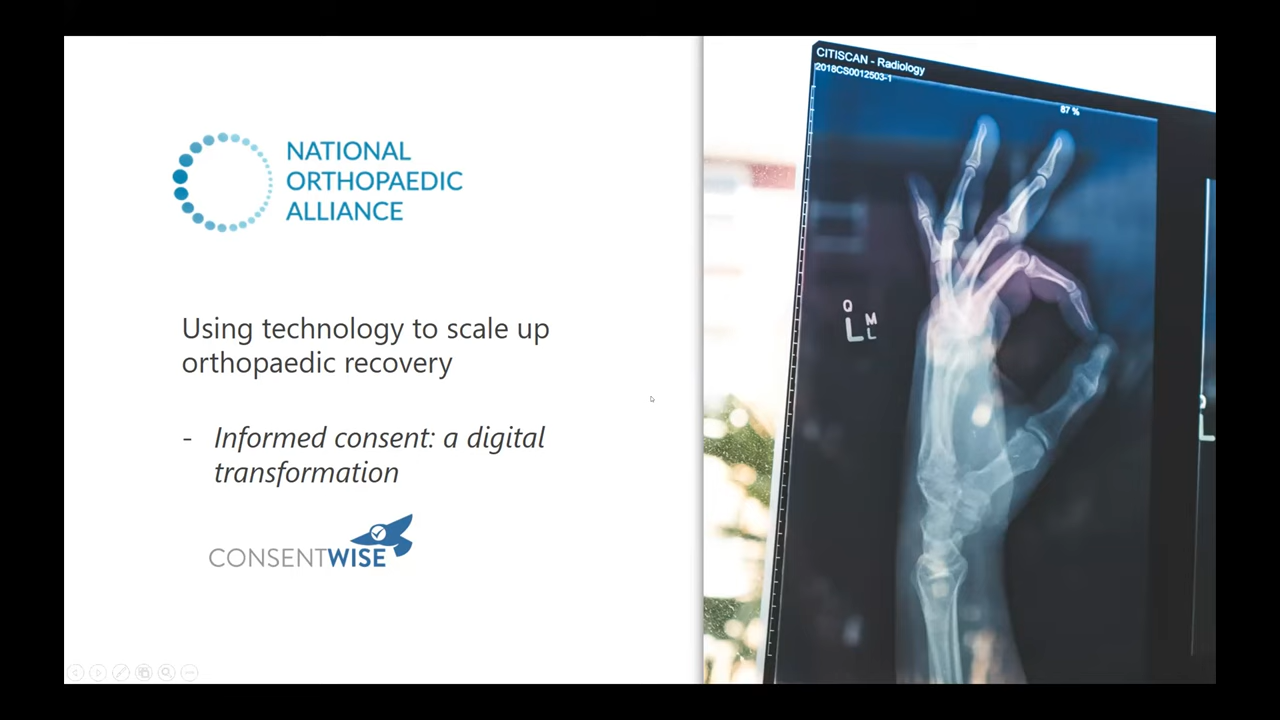 NATIONAL
ORTHOPAEDIC
ALLIANCE
Using technology to scale up
orthopaedic recovery
- Informed consent: a digital
transformation
CONSENTWISE
CITISCAN - Radiology
2018CS0012503-1
87 %
Q
L M
L